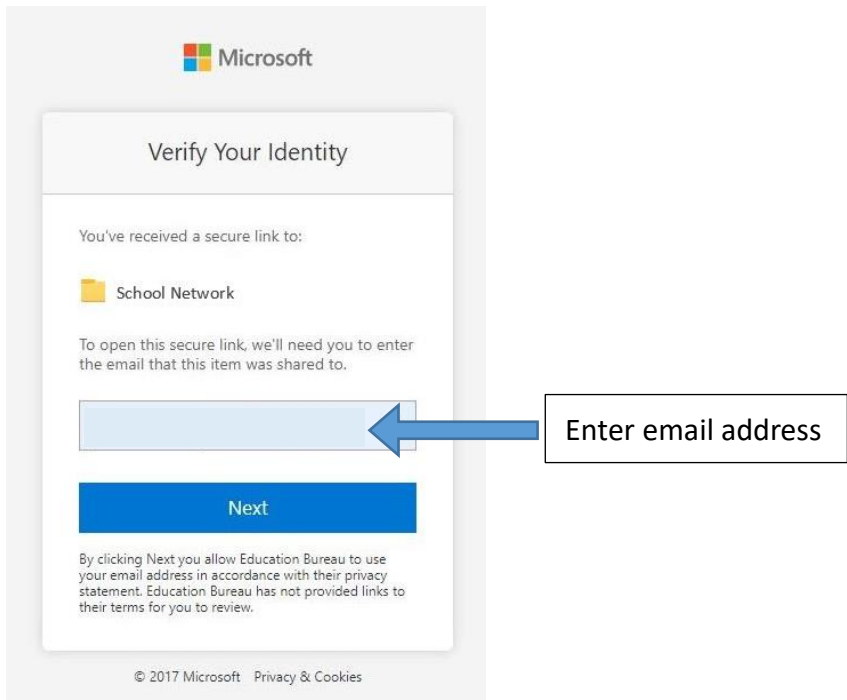 Microsoft
Verify Your Identity
You've received a secure link to:
School Network
To open this secure link, we'll need you to enter
the email that this item was shared to.
Enter email address
Next
By clicking Next you allow Education Bureau to use
your email address in accordance with their privacy
statement. Education Bureau has not provided links to
their terms for you to review.
© 2017 Microsoft Privacy & Cookies